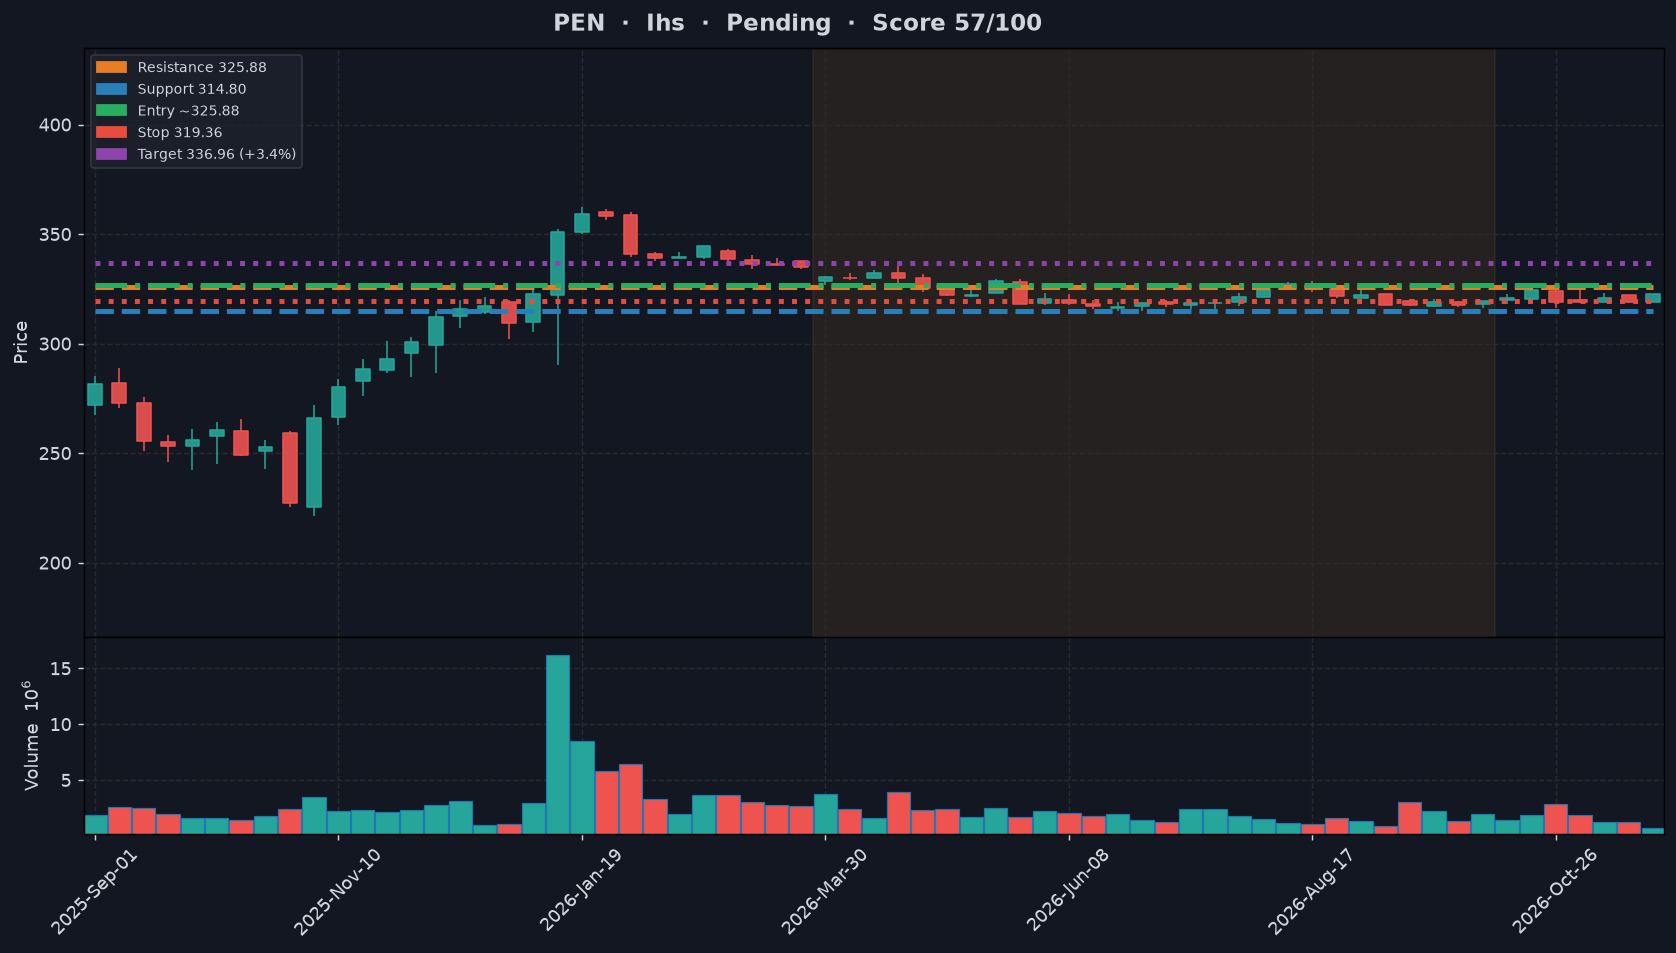 PEN · Ihs · Pending · Score 57/100
Resistance 325.88
Support 314.80
Entry ~325.88
Stop 319.36
Target 336.96 (+3.4%)
400
350
300
250
200
Price
15
10
5
Volume 10⁶
2025-Sep-01
2025-Nov-10
2026-Jan-19
2026-Mar-30
2026-Jun-08
2026-Aug-17
2026-Oct-26